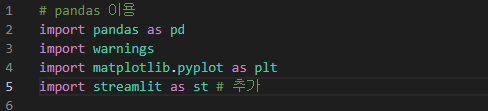 1 # pandas 이용
2 import pandas as pd
3 import warnings
4 import matplotlib.pyplot as plt
5 import streamlit as st # 추가
6